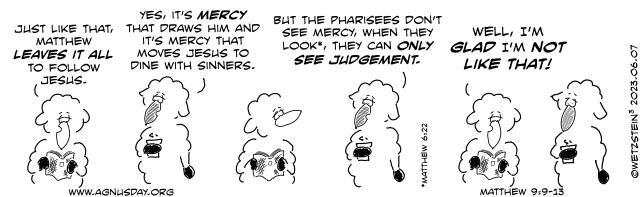 JUST LIKE THAT,
MATTHEW
LEAVES IT ALL
TO FOLLOW
JESUS.
YES, IT'S MERCY
THAT DRAWS HIM AND
IT'S MERCY THAT
MOVES JESUS TO
DINE WITH SINNERS.
BUT THE PHARISEES DON'T
SEE MERCY, WHEN THEY
LOOK*, THEY CAN ONLY
SEE JUDGEMENT.
*MATTHEW 6:22
WELL, I'M
GLAD I'M NOT
LIKE THAT!
©WETZSTEIN³ 2023.06.07
WWW.AGNUSDAY.ORG
MATTHEW 9:9-13